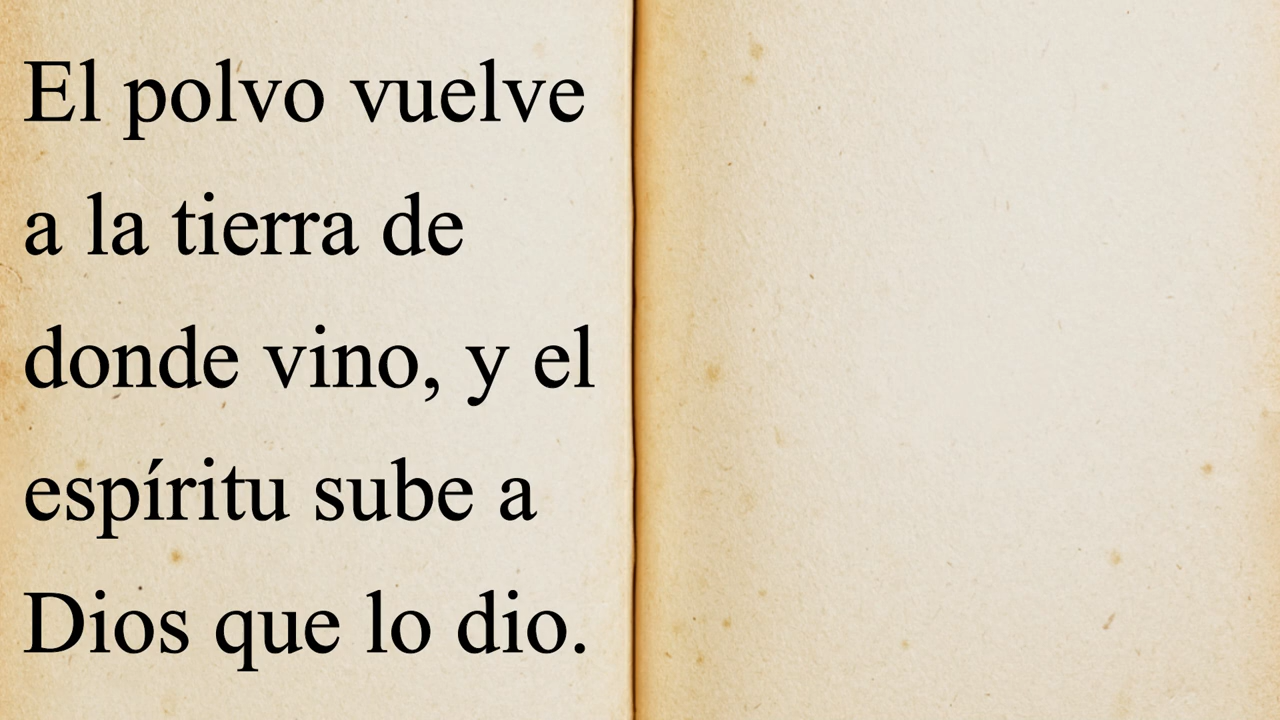 El polvo vuelve
a la tierra de
donde vino, y el
espíritu sube a
Dios que lo dio.